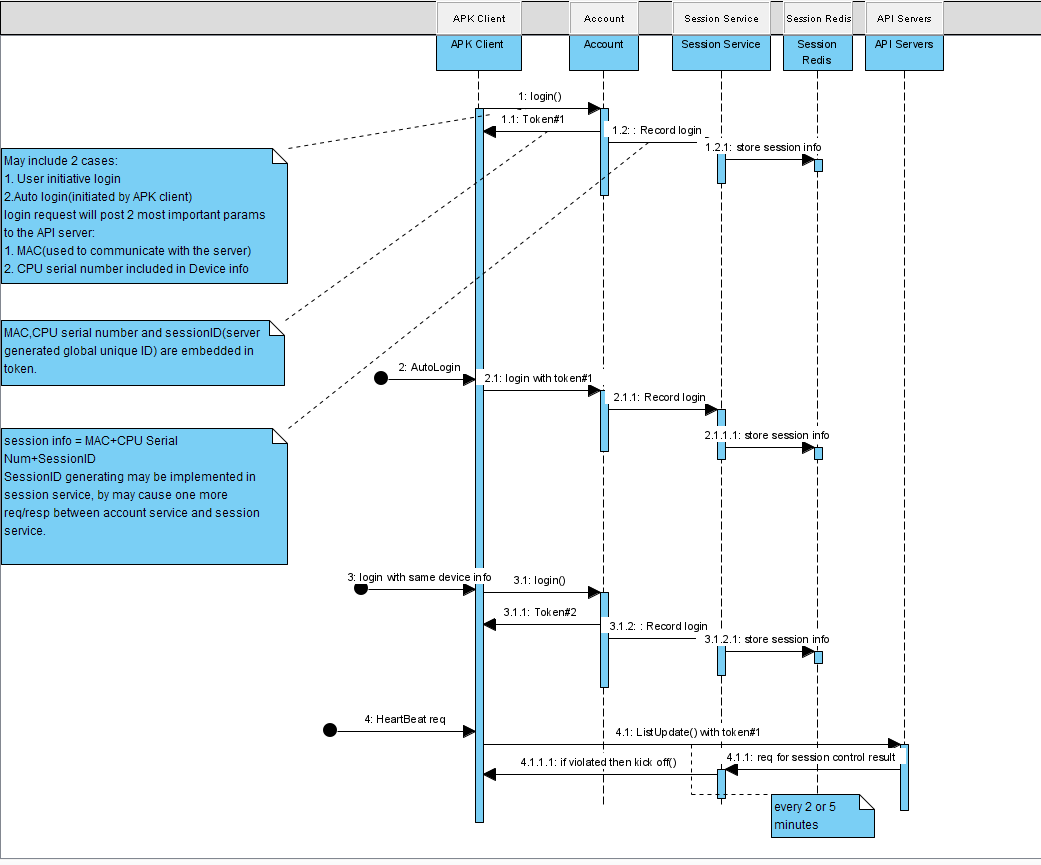 APK Client
Account
Session Service
Session Redis
API Servers
APK Client
Account
Session Service
Session
Redis
API Servers
1: login()
1.1: Token#1
1.2: : Record login
1.2.1: store session info
May include 2 cases:
1. User initiative login
2.Auto login(initiated by APK client)
login request will post 2 most important params
to the API server:
1. MAC(used to communicate with the server)
2. CPU serial number included in Device info
MAC,CPU serial number and sessionID(server
generated global unique ID) are embedded in
token.
2: AutoLogin
2.1: login with token#1
2.1.1: Record login
2.1.1.1: store session info
session info = MAC+CPU Serial
Num+SessionID
SessionID generating may be implemented in
session service, by may cause one more
req/resp between account service and session
service.
3: login with same device info
3.1: login()
3.1.1: Token#2
3.1.2: : Record login
3.1.2.1: store session info
4: HeartBeat req
4.1: ListUpdate() with token#1
4.1.1: req for session control result
4.1.1.1: if violated then kick off()
every 2 or 5
minutes